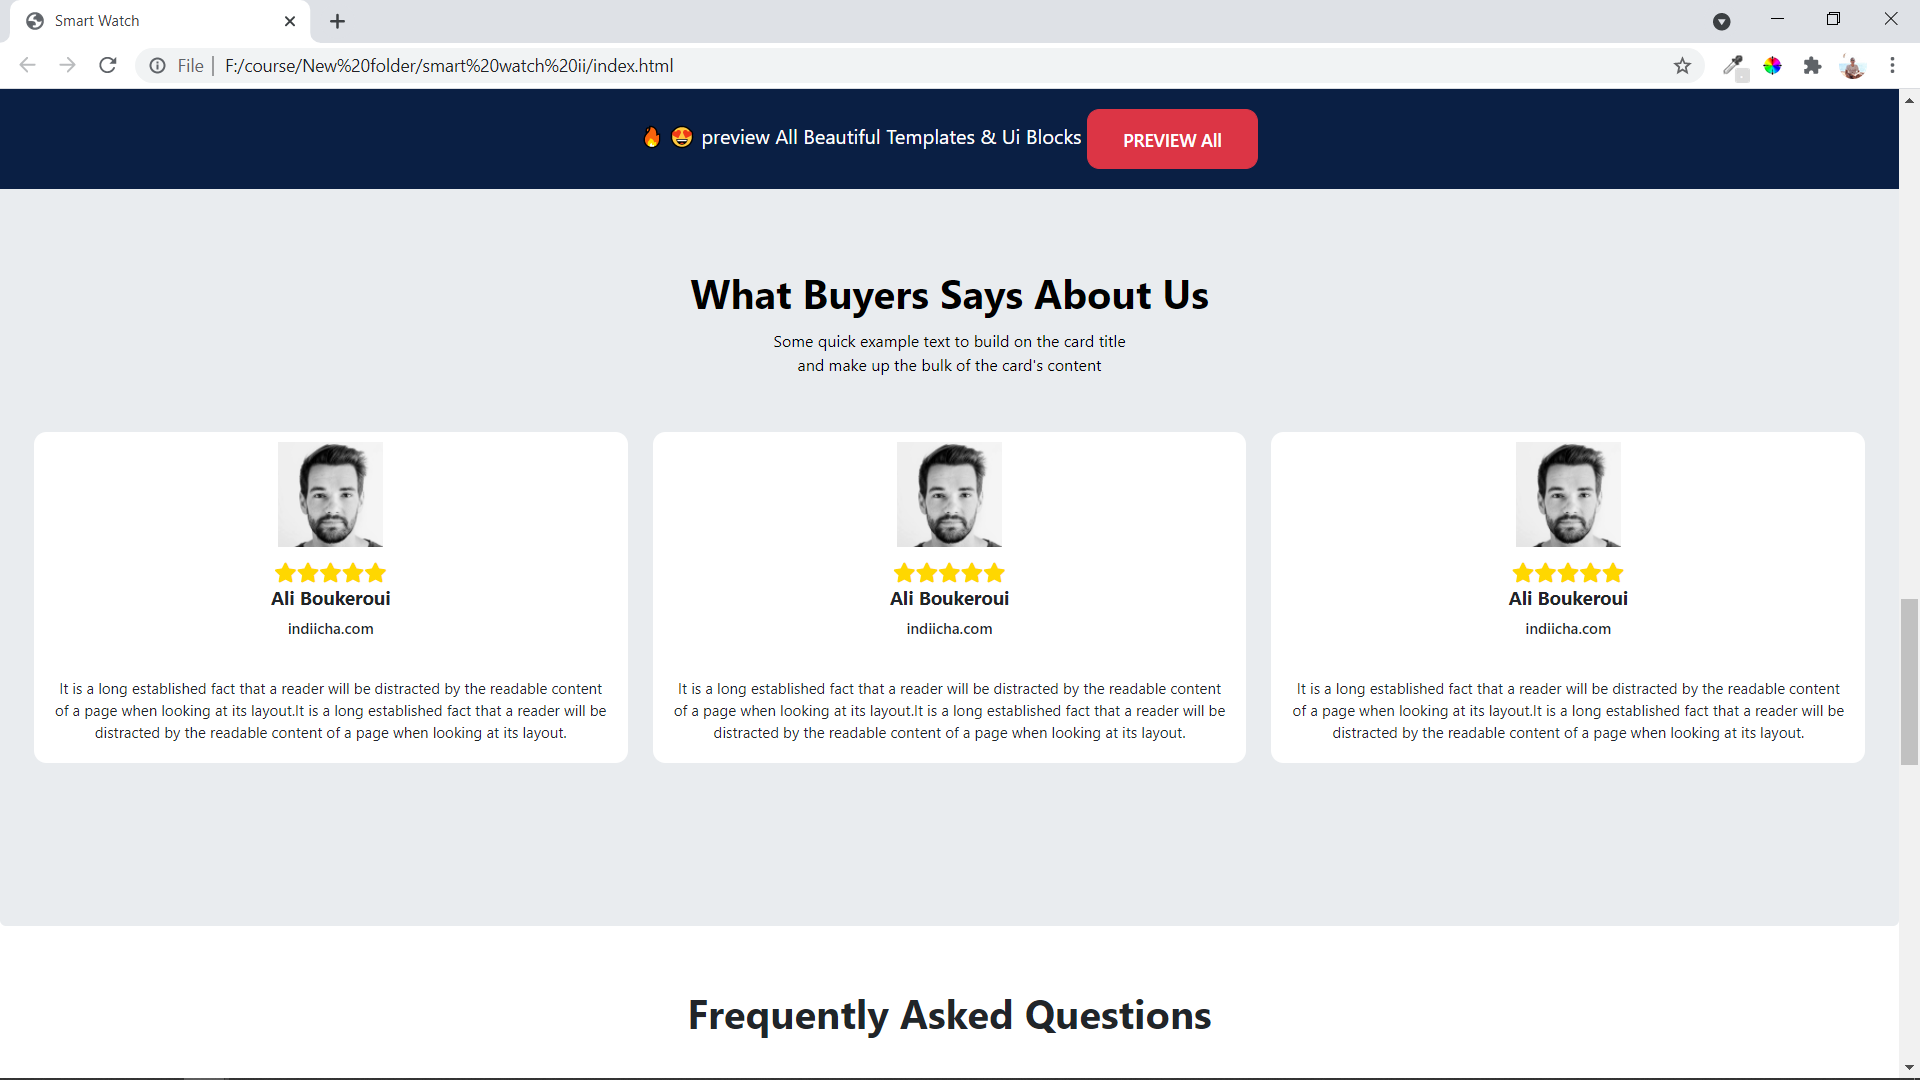 Smart Watch
File | F:/course/New%20folder/smart%20watch%20ii/index.html
🔥 😍 preview All Beautiful Templates & Ui Blocks PREVIEW All
What Buyers Says About Us
Some quick example text to build on the card title
and make up the bulk of the card's content
Ali Boukeroui
indiicha.com
It is a long established fact that a reader will be distracted by the readable content
of a page when looking at its layout.It is a long established fact that a reader will be
distracted by the readable content of a page when looking at its layout.
Ali Boukeroui
indiicha.com
It is a long established fact that a reader will be distracted by the readable content
of a page when looking at its layout.It is a long established fact that a reader will be
distracted by the readable content of a page when looking at its layout.
Ali Boukeroui
indiicha.com
It is a long established fact that a reader will be distracted by the readable content
of a page when looking at its layout.It is a long established fact that a reader will be
distracted by the readable content of a page when looking at its layout.
Frequently Asked Questions